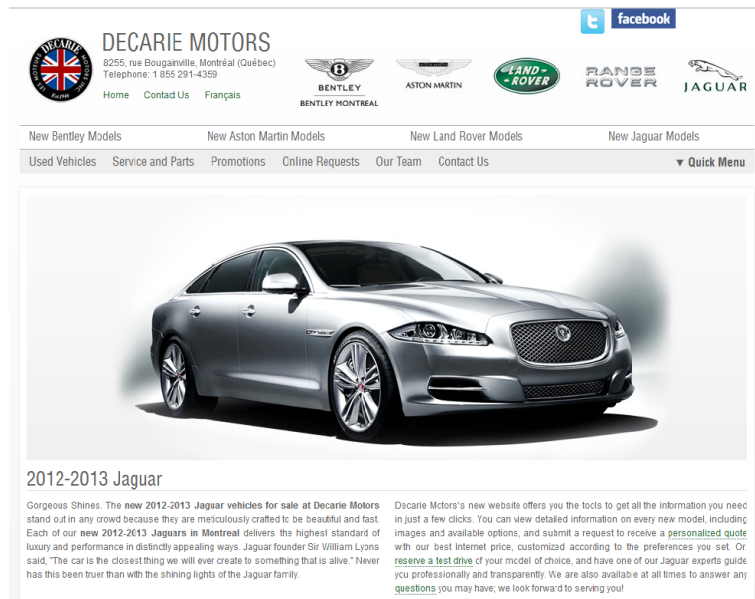 facebook
DECARIE MOTORS
8255, rue Bougainville, Montréal (Québec)
Telephone: 1 855 291-4359
Home Contact Us Français
DECARIE
LES MOTEURS
MOTORS INC.
Est. 1946
B
BENTLEY
BENTLEY MONTREAL
ASTON MARTIN
ASTON MARTIN
LAND-
-ROVER
RANGE
ROVER
JAGUAR
New Bentley Models New Aston Martin Models New Land Rover Models New Jaguar Models
Used Vehicles Service and Parts Promotions Online Requests Our Team Contact Us ▼ Quick Menu
2012-2013 Jaguar
Gorgeous Shines. The new 2012-2013 Jaguar vehicles for sale at Decarie Motors
stand out in any crowd because they are meticulously crafted to be beautiful and fast.
Each of our new 2012-2013 Jaguars in Montreal delivers the highest standard of
luxury and performance in distinctly appealing ways. Jaguar founder Sir William Lyons
said, "The car is the closest thing we will ever create to something that is alive." Never
has this been truer than with the shining lights of the Jaguar family.
Decarie Motors's new website offers you the tools to get all the information you need
in just a few clicks. You can view detailed information on every new model, including
images and available options, and submit a request to receive a personalized quote
with our best Internet price, customized according to the preferences you set. Or
reserve a test drive of your model of choice, and have one of our Jaguar experts guide
you professionally and transparently. We are also available at all times to answer any
questions you may have; we look forward to serving you!